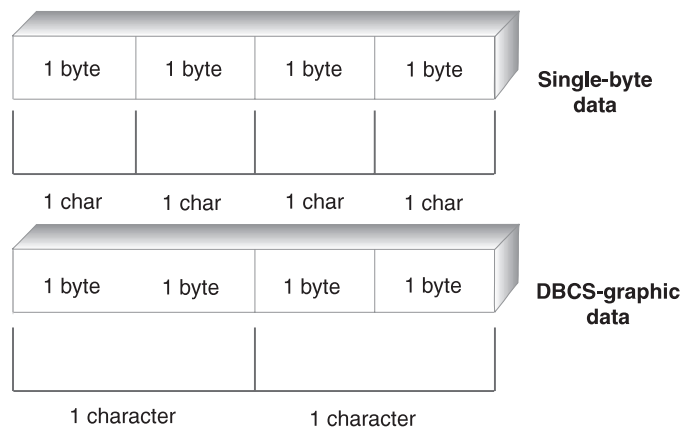 1 byte 1 byte 1 byte 1 byte
Single-byte
data
1 char 1 char 1 char 1 char
1 byte 1 byte 1 byte 1 byte
DBCS-graphic
data
1 character 1 character